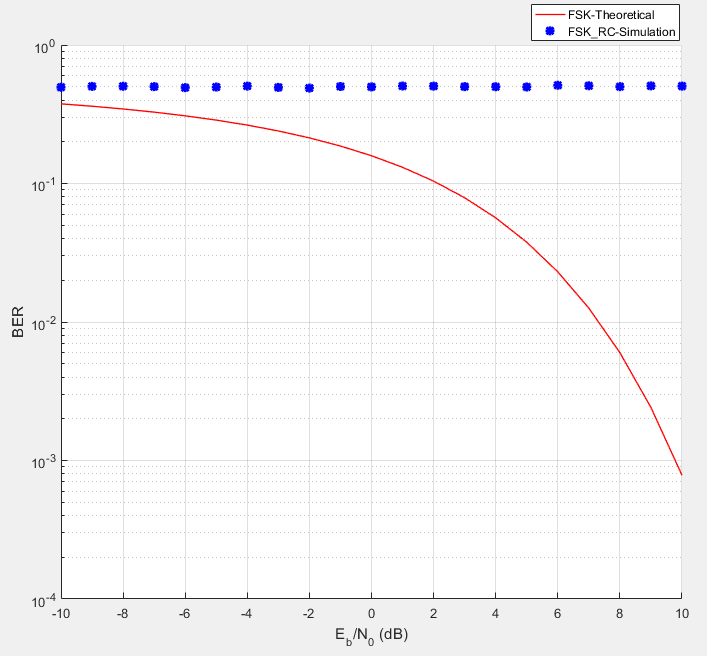 FSK-Theoretical
FSK_RC-Simulation
10^0
10^-1
10^-2
10^-3
10^-4
BER
-10 -8 -6 -4 -2 0 2 4 6 8 10
E_b/N_0 (dB)